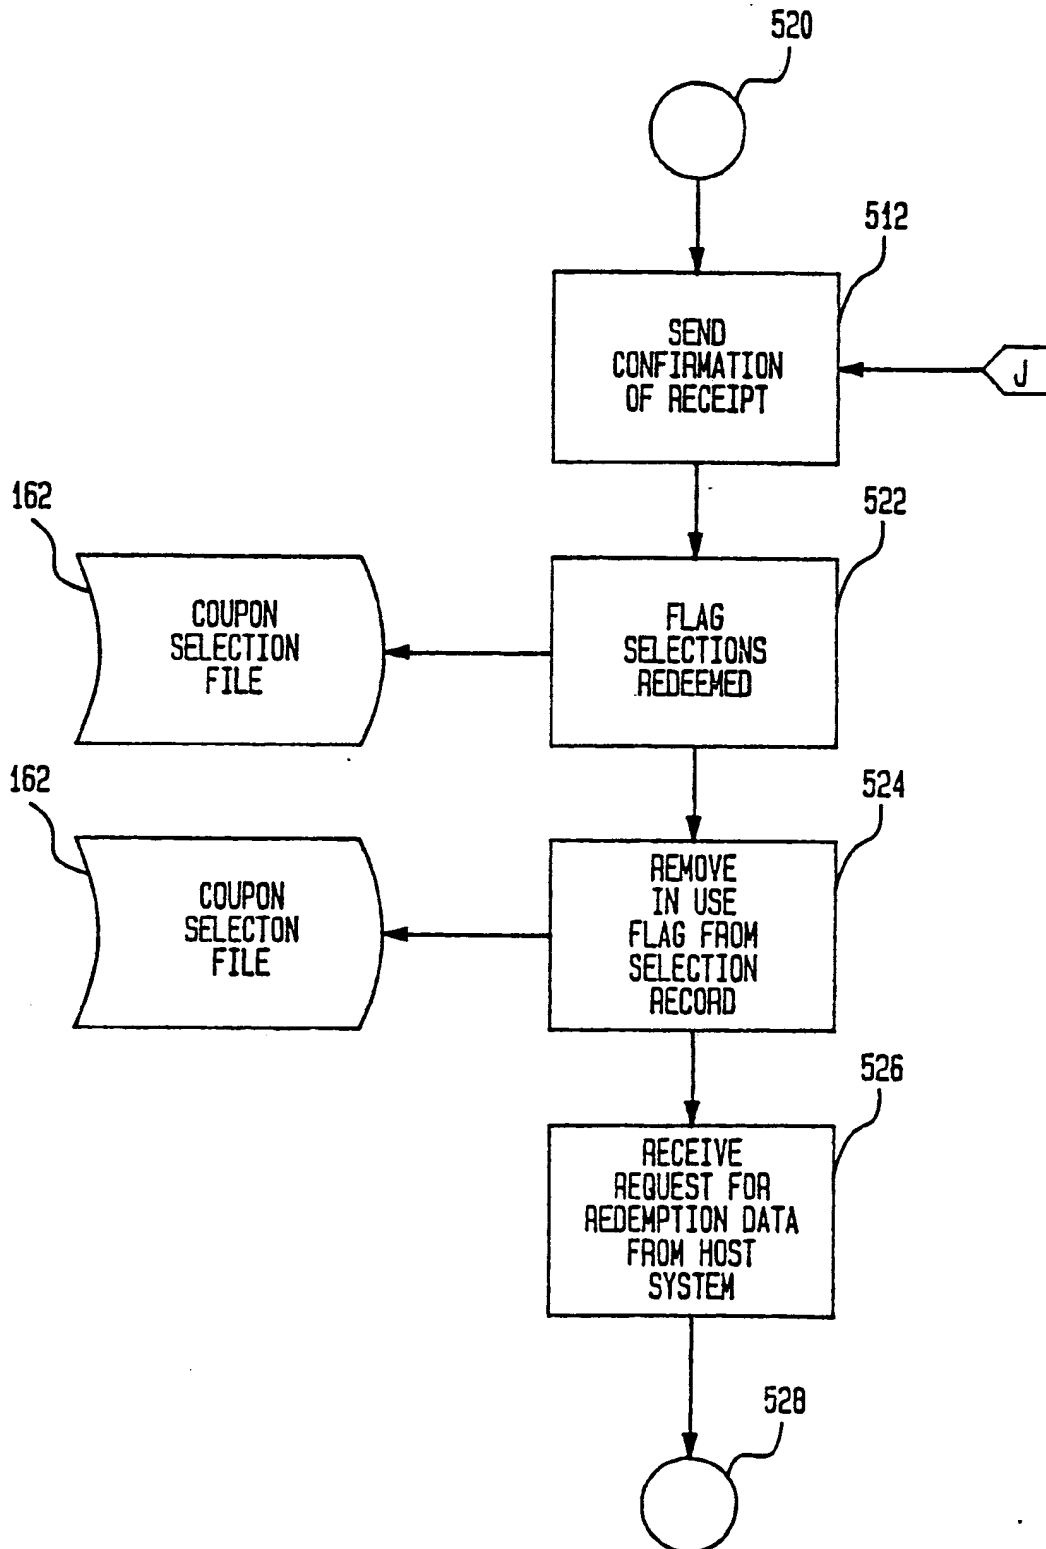 520
512
SEND
CONFIRMATION
OF RECEIPT
J
162
522
COUPON
SELECTION
FILE
FLAG
SELECTIONS
REDEEMED
162
524
COUPON
SELECTON
FILE
REMOVE
IN USE
FLAG FROM
SELECTION
RECORD
526
RECEIVE
REQUEST FOR
REDEMPTION DATA
FROM HOST
SYSTEM
528